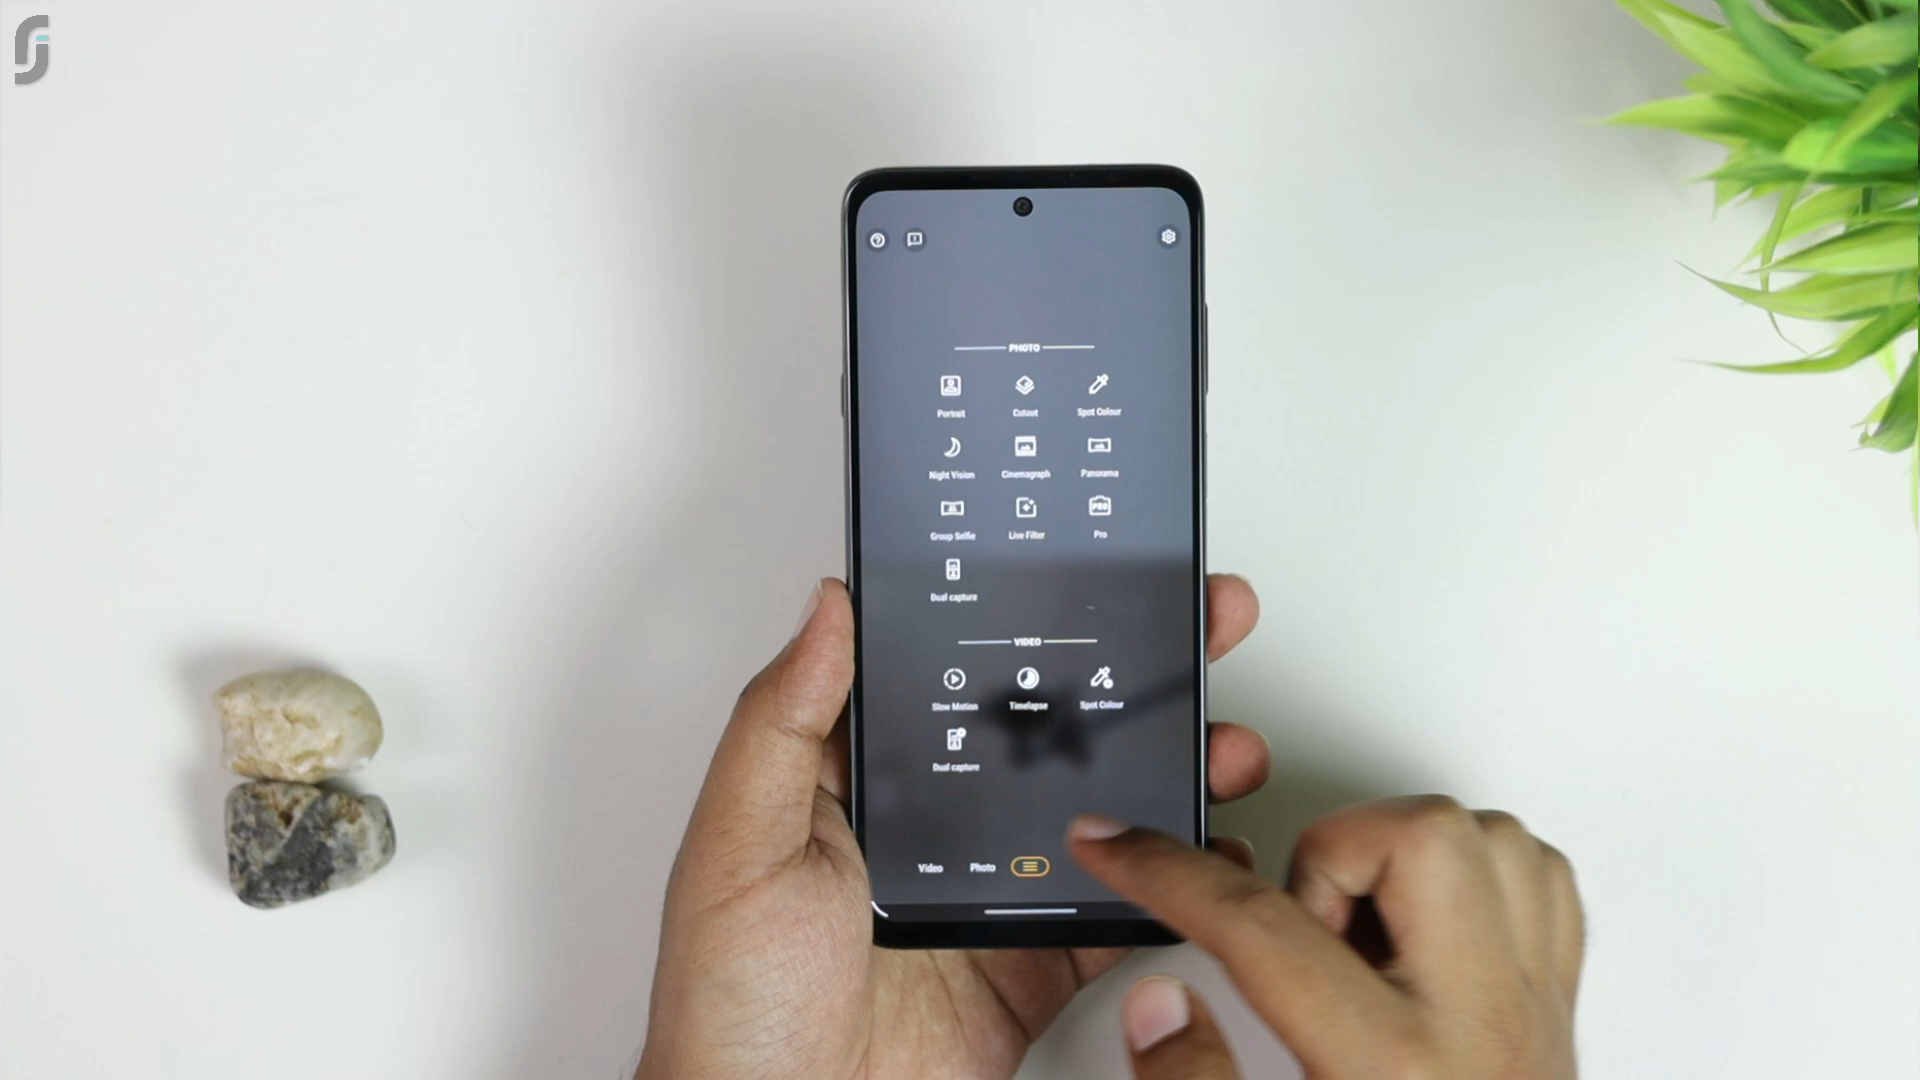 PHOTO
Portrait Cutout Spot Colour
Night Vision Cinemagraph Panorama
PRO
Group Selfie Live Filter Pro
Dual capture
VIDEO
Slow Motion Timelapse Spot Colour
Dual capture
Video Photo